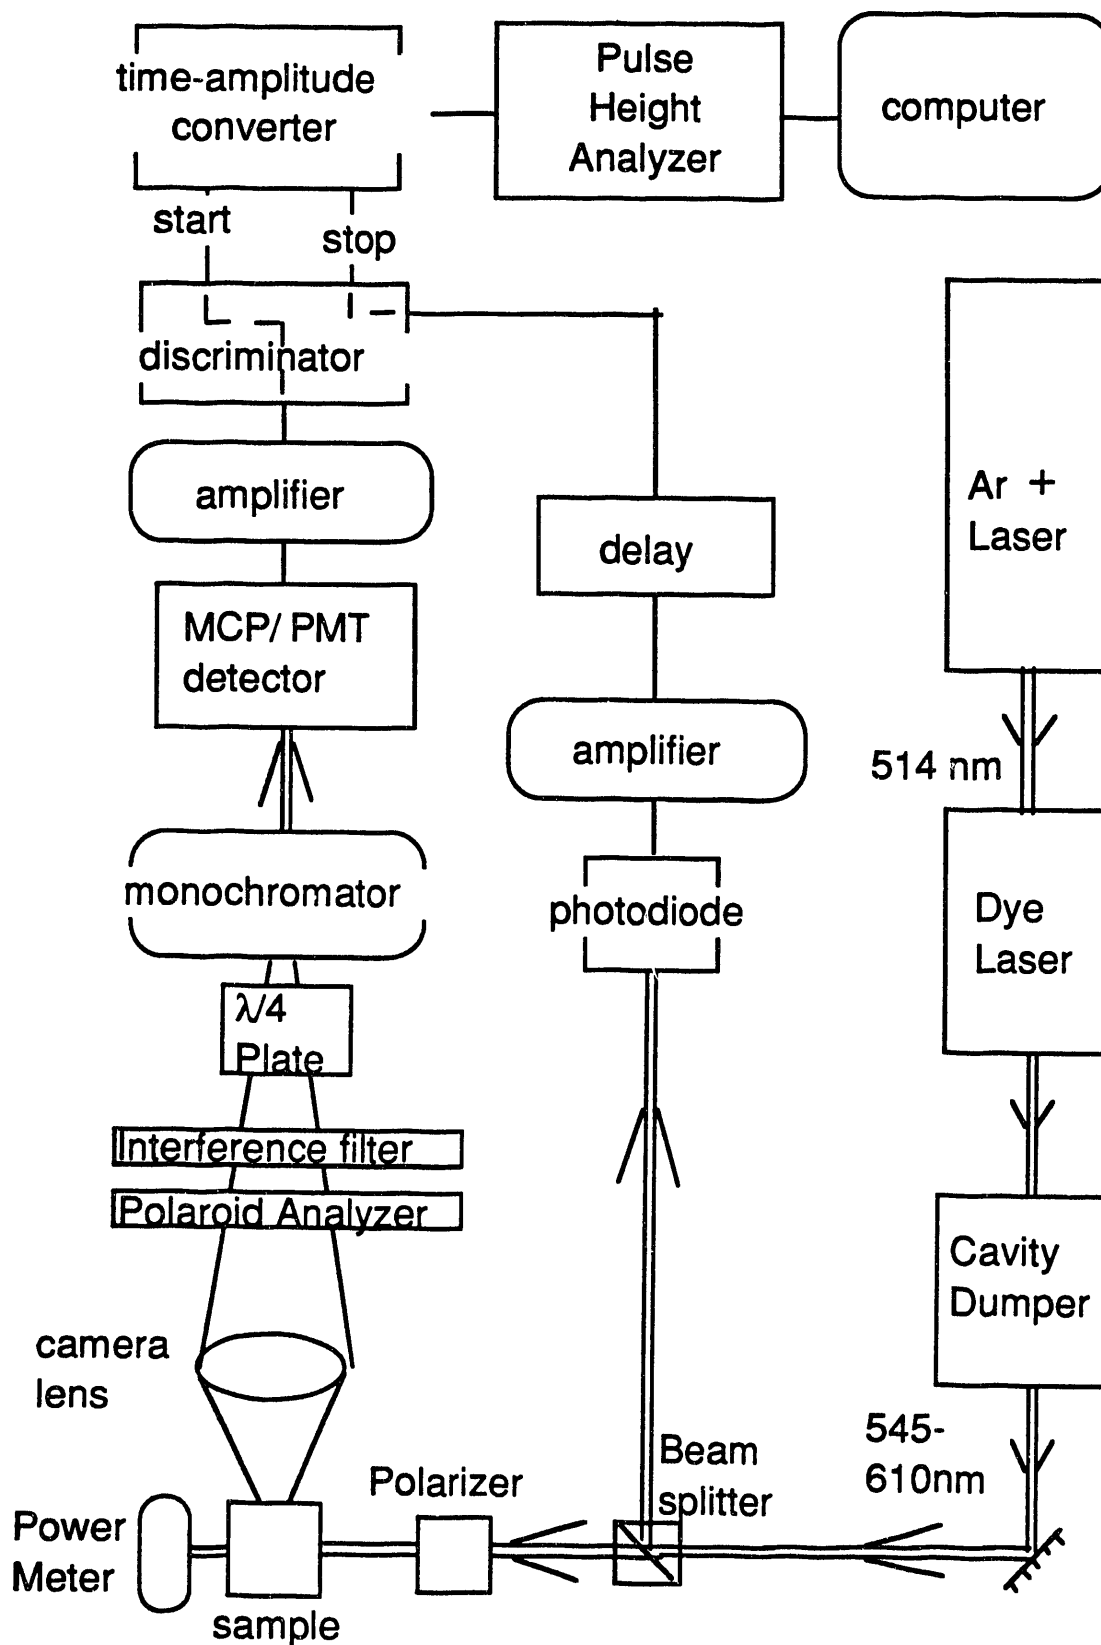 time-amplitude
converter
Pulse
Height
Analyzer
computer
start
stop
discriminator
amplifier
delay
Ar +
Laser
MCP/ PMT
detector
amplifier
514 nm
monochromator
photodiode
Dye
Laser
λ/4
Plate
Interference filter
Polaroid Analyzer
Cavity
Dumper
camera
lens
545-
610nm
Beam
splitter
Polarizer
Power
Meter
sample